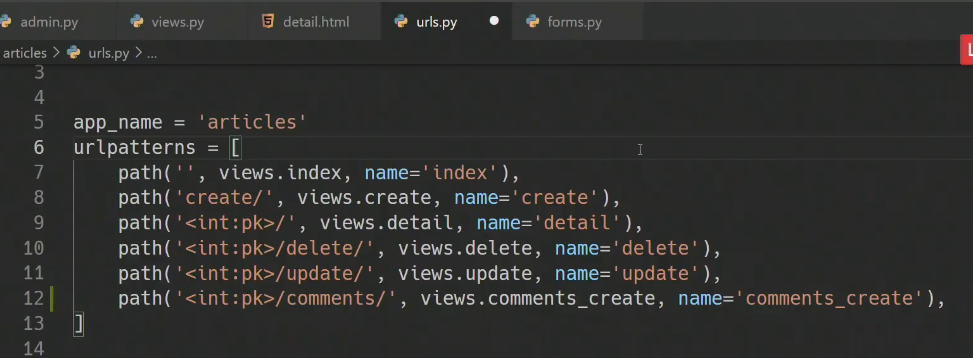 admin.py views.py detail.html urls.py forms.py
articles > urls.py > ...
3
4
5 app_name = 'articles'
6 urlpatterns = [
7 path('', views.index, name='index'),
8 path('create/', views.create, name='create'),
9 path('<int:pk>/', views.detail, name='detail'),
10 path('<int:pk>/delete/', views.delete, name='delete'),
11 path('<int:pk>/update/', views.update, name='update'),
12 path('<int:pk>/comments/', views.comments_create, name='comments_create'),
13 ]
14